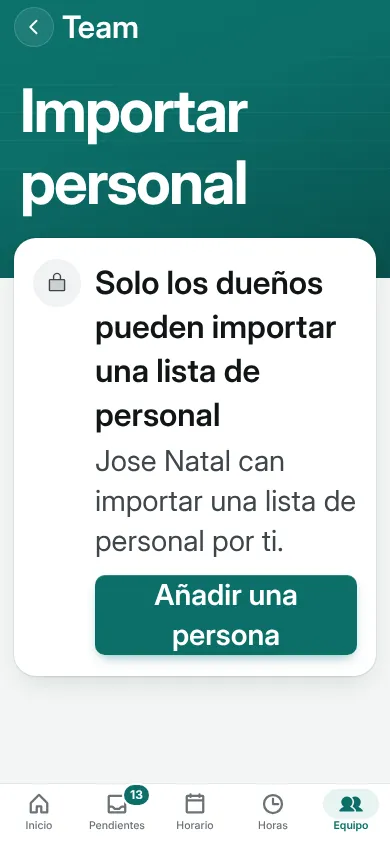 Team
Importar
personal
Solo los dueños
pueden importar
una lista de
personal
Jose Natal can
importar una lista de
personal por ti.
Añadir una
persona
13
Inicio
Pendientes
Horario
Horas
Equipo